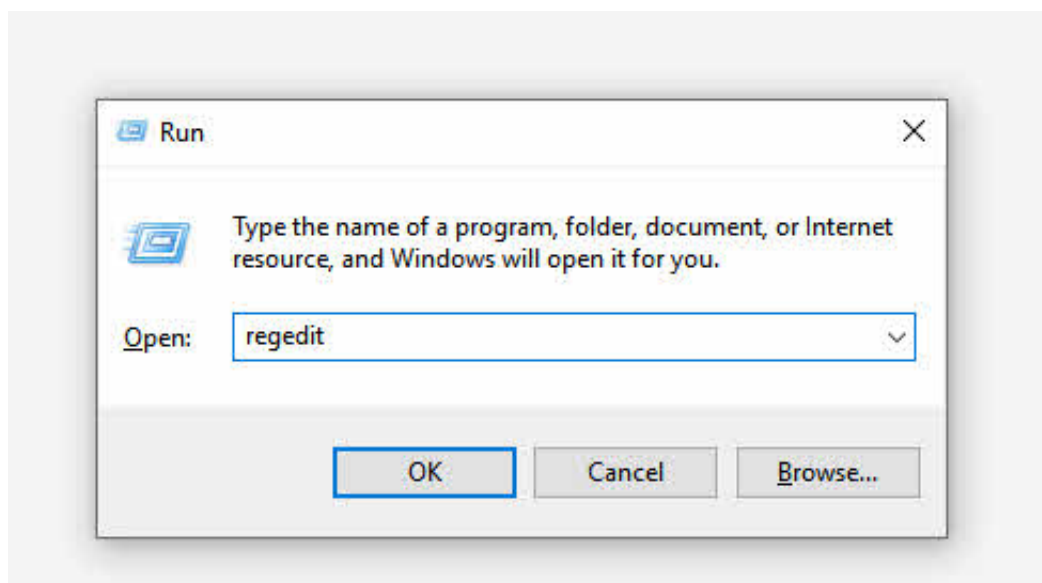 Run
Type the name of a program, folder, document, or Internet
resource, and Windows will open it for you.
Open: regedit
OK Cancel Browse...